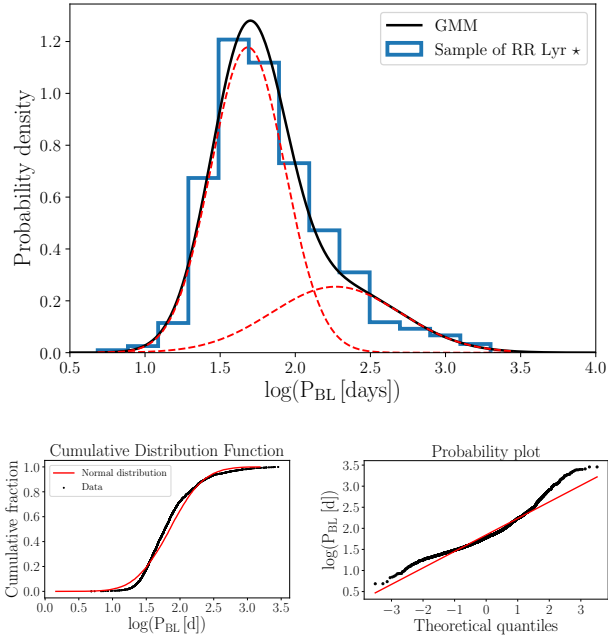 GMM
Sample of RR Lyr ⋆
Probability density
1.2
1.0
0.8
0.6
0.4
0.2
0.0
0.5 1.0 1.5 2.0 2.5 3.0 3.5 4.0
log(P_BL [days])
Cumulative Distribution Function
Normal distribution
Data
Cumulative fraction
1.0
0.8
0.6
0.4
0.2
0.0
0.0 0.5 1.0 1.5 2.0 2.5 3.0 3.5
log(P_BL [d])
Probability plot
log(P_BL [d])
3.5
3.0
2.5
2.0
1.5
1.0
0.5
−3 −2 −1 0 1 2 3
Theoretical quantiles